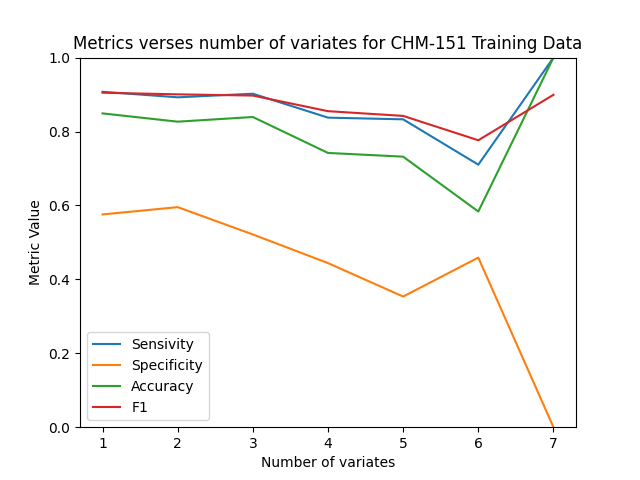 Metrics verses number of variates for CHM-151 Training Data
1.0
0.8
0.6
0.4
0.2
0.0
Metric Value
Sensivity
Specificity
Accuracy
F1
1 2 3 4 5 6 7
Number of variates